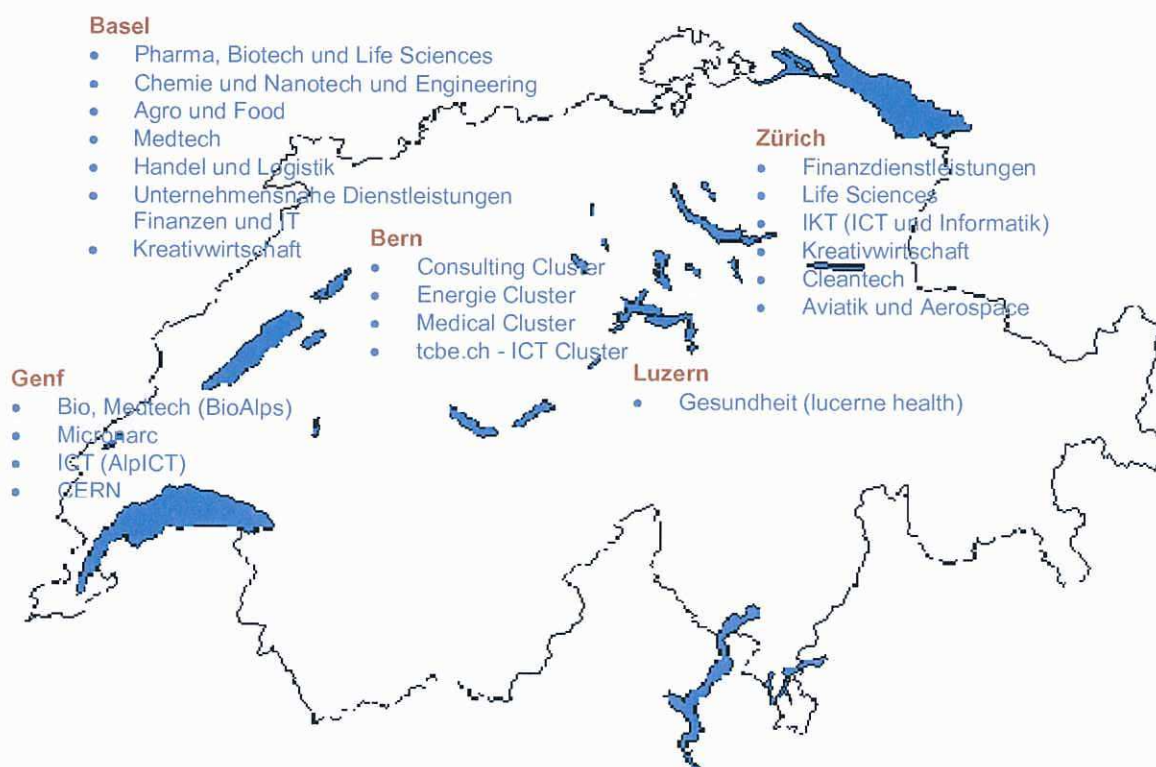 Basel
• Pharma, Biotech und Life Sciences
• Chemie und Nanotech und Engineering
• Agro und Food
• Medtech
• Handel und Logistik
• Unternehmensnahe Dienstleistungen
Finanzen und IT
• Kreativwirtschaft
Bern
• Consulting Cluster
• Energie Cluster
• Medical Cluster
• tcbe.ch - ICT Cluster
Zürich
• Finanzdienstleistungen
• Life Sciences
• IKT (ICT und Informatik)
• Kreativwirtschaft
• Cleantech
• Aviatik und Aerospace
Genf
• Bio, Medtech (BioAlps)
• Micronarc
• ICT (AlpICT)
• CERN
Luzern
• Gesundheit (lucerne health)